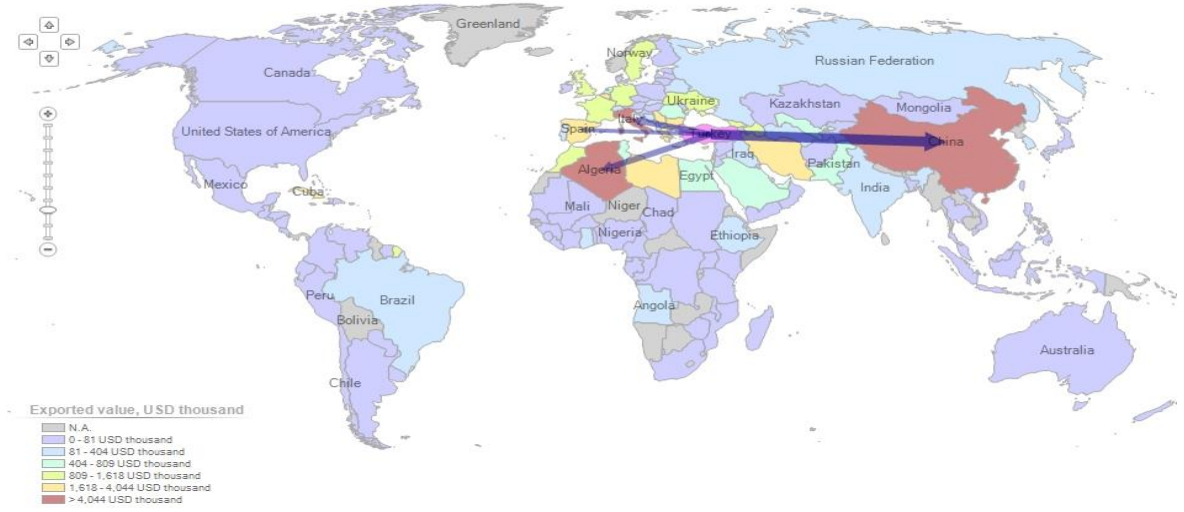 Greenland
Norway
Russian Federation
Canada
Ukraine
Kazakhstan
Mongolia
Italy
United States of America
Spain
Turkey
China
Iraq
Algeria
Pakistan
Egypt
Mexico
Cuba
India
Mali
Niger
Chad
Nigeria
Ethiopia
Peru
Brazil
Angola
Bolivia
Australia
Chile
Exported value, USD thousand
N.A.
0 - 81 USD thousand
81 - 404 USD thousand
404 - 809 USD thousand
809 - 1,618 USD thousand
1,618 - 4,044 USD thousand
> 4,044 USD thousand